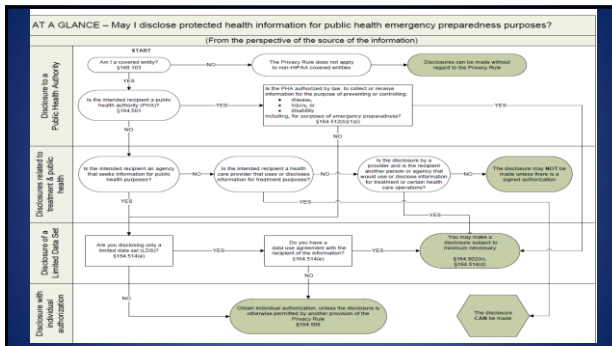 AT A GLANCE – May I disclose protected health information for public health emergency preparedness purposes?
(From the perspective of the source of the information)
Disclosure to a
Public Health Authority
START
Am I a covered entity?
§160.103
NO
The Privacy Rule does not apply
to non-HIPAA covered entities
Disclosures can be made without
regard to the Privacy Rule
YES
Is the intended recipient a public
health authority (PHA)?
§164.501
YES
Is the PHA authorized by law to collect or receive
information for the purpose of preventing or controlling:
• disease,
• injury, or
• disability
including, for purposes of emergency preparedness?
§164.512(b)(1)(i)
YES
NO
NO
Disclosures related to
treatment & public
health
Is the intended recipient an agency
that seeks information for public
health purposes?
NO
Is the intended recipient a health care
provider that uses or discloses
information for treatment purposes?
NO
Is the disclosure by a
provider and is the recipient
another person or agency that
would use or disclose information
for treatment or certain health
care operations?
NO
The disclosure may NOT be
made unless there is a
signed authorization
YES
YES
YES
Disclosure of a
Limited Data Set
Are you disclosing only a
limited data set (LDS)?
§164.514(e)
YES
Do you have a
data use agreement with the
recipient of the information?
§164.514(e)
YES
You may make a
disclosure subject to
minimum necessary
§164.502(b),
§164.514(d)
NO
NO
Disclosure with
individual
authorization
Obtain individual authorization, unless the disclosure is
otherwise permitted by another provision of the
Privacy Rule
§164.508
The disclosure
CAN be made